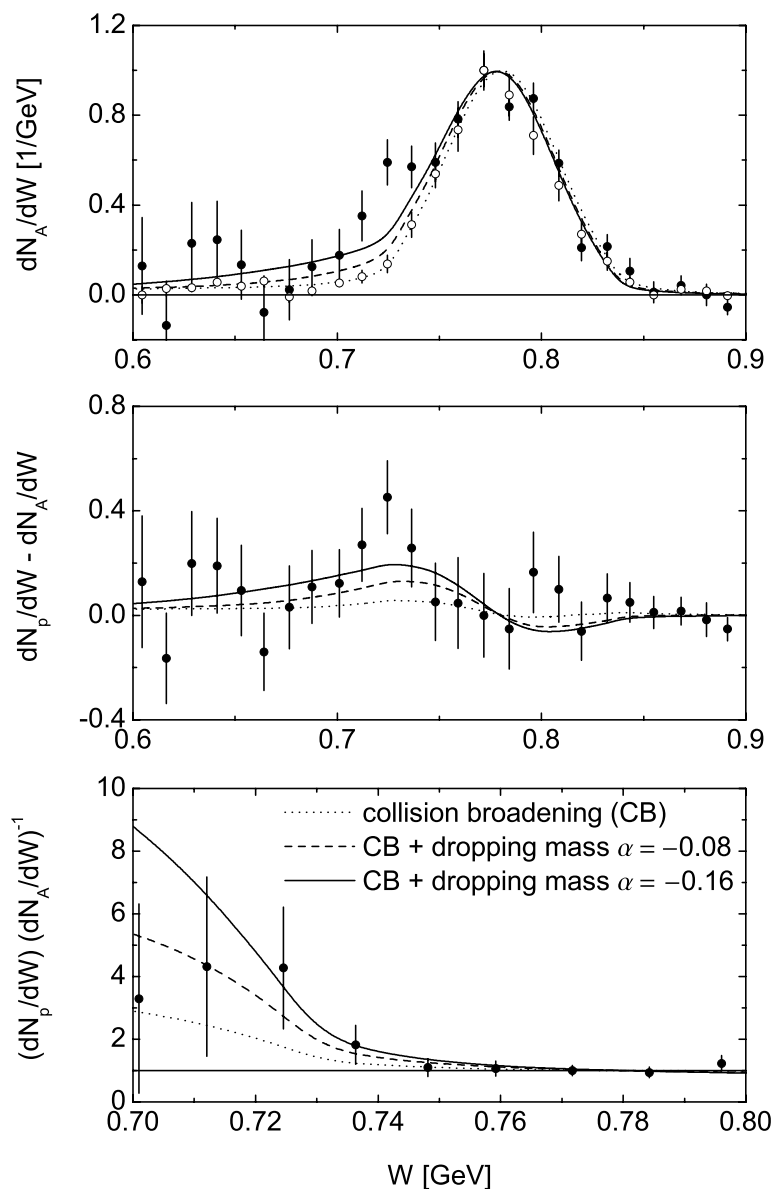 1.2
0.8
0.4
0.0
dN_A/dW [1/GeV]
0.6 0.7 0.8 0.9
0.8
0.4
0.0
-0.4
dN_p/dW - dN_A/dW
0.6 0.7 0.8 0.9
10
8
6
4
2
0
(dN_p/dW) (dN_A/dW)^-1
collision broadening (CB)
CB + dropping mass α = −0.08
CB + dropping mass α = −0.16
0.70 0.72 0.74 0.76 0.78 0.80
W [GeV]